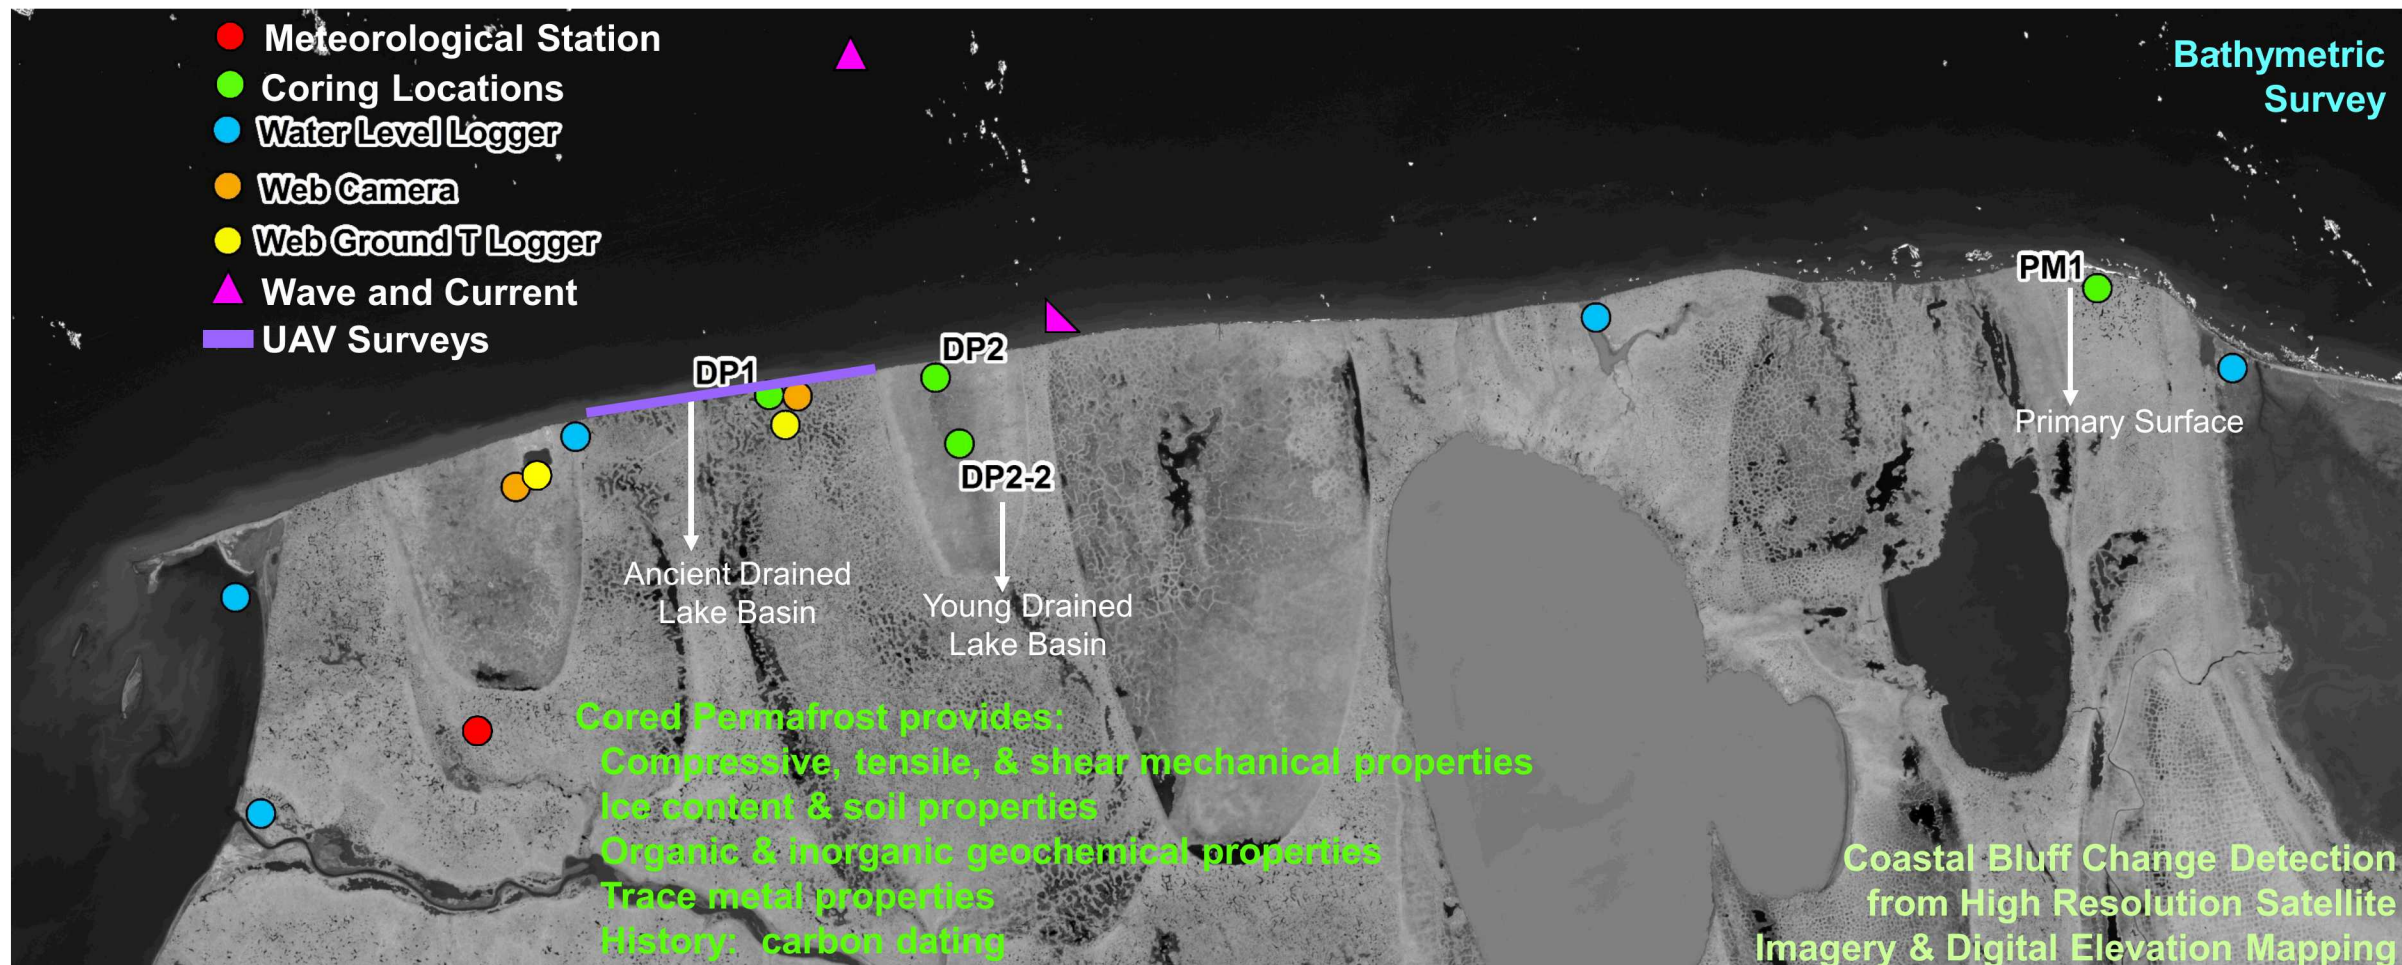 Meteorological Station
Coring Locations
Water Level Logger
Web Camera
Web Ground T Logger
Wave and Current
UAV Surveys
Bathymetric
Survey
DP1
DP2
DP2-2
PM1
Primary Surface
Ancient Drained
Lake Basin
Young Drained
Lake Basin
Cored Permafrost provides:
Compressive, tensile, & shear mechanical properties
Ice content & soil properties
Organic & inorganic geochemical properties
Trace metal properties
History: carbon dating
Coastal Bluff Change Detection
from High Resolution Satellite
Imagery & Digital Elevation Mapping